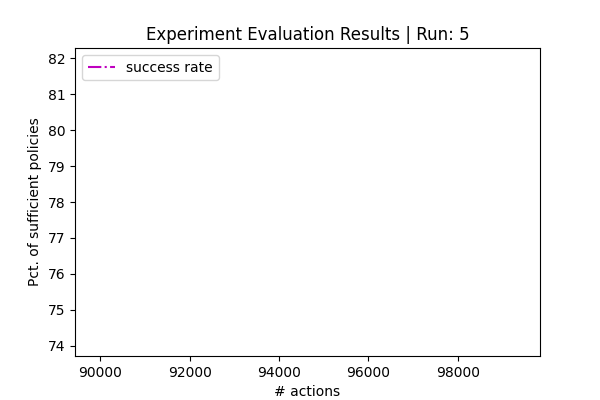 Experiment Evaluation Results | Run: 5
success rate
Pct. of sufficient policies
82
81
80
79
78
77
76
75
74
90000 92000 94000 96000 98000
# actions